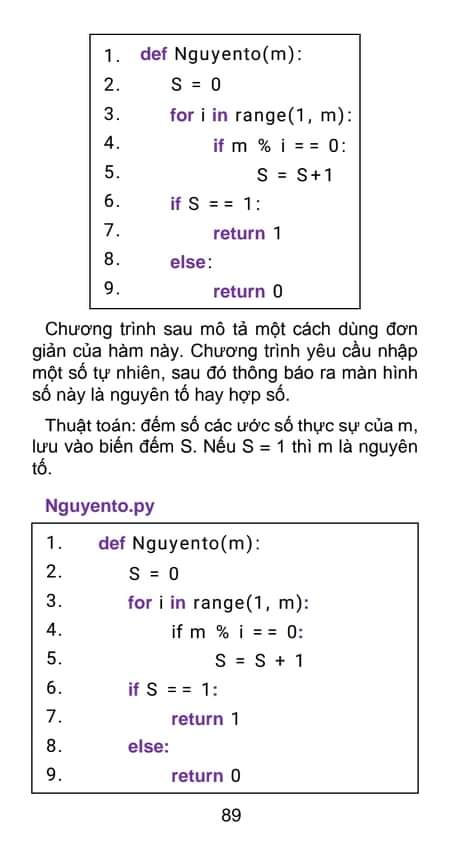 1. def Nguyento(m):
2. S = 0
3. for i in range(1, m):
4. if m % i = = 0:
5. S = S+1
6. if S = = 1:
7. return 1
8. else:
9. return 0
Chương trình sau mô tả một cách dùng đơn
giản của hàm này. Chương trình yêu cầu nhập
một số tự nhiên, sau đó thông báo ra màn hình
số này là nguyên tố hay hợp số.
Thuật toán: đếm số các ước số thực sự của m,
lưu vào biến đếm S. Nếu S = 1 thì m là nguyên
tố.
Nguyento.py
1. def Nguyento(m):
2. S = 0
3. for i in range(1, m):
4. if m % i = = 0:
5. S = S + 1
6. if S = = 1:
7. return 1
8. else:
9. return 0
89